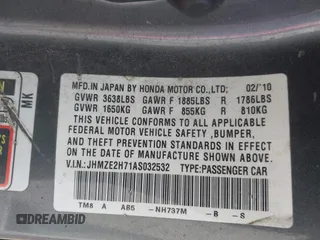 MFD.IN JAPAN BY HONDA MOTOR CO.,LTD; 02/'10
GVWR 3638LBS GAWR F 1885LBS R 1786LBS
GVWR 1650KG GAWR F 855KG R 810KG
THIS VEHICLE CONFORMS TO ALL APPLICABLE
FEDERAL MOTOR VEHICLE SAFETY ,BUMPER,
AND THEFT PREVENTION STANDARDS IN EFFECT
ON THE DATE OF MANUFACTURE SHOWN ABOVE.
V.I.N.:JHMZE2H71AS032532 TYPE:PASSENGER CAR
TM8 A AB5 -NH737M -B -S
MK
DREAMBID